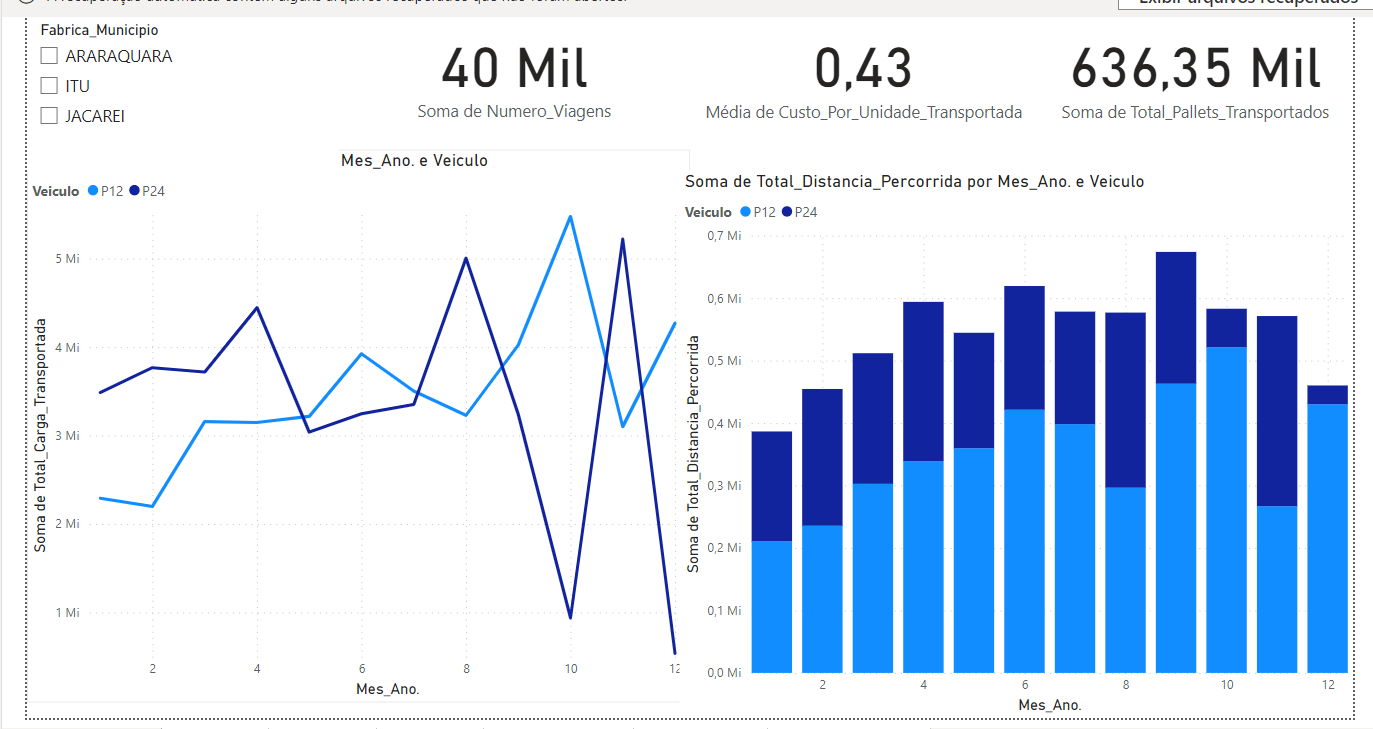 Fabrica_Municipio
ARARAQUARA
ITU
JACAREI
40 Mil
Soma de Numero_Viagens
0,43
Média de Custo_Por_Unidade_Transportada
636,35 Mil
Soma de Total_Pallets_Transportados
Mes_Ano. e Veiculo
Veiculo P12 P24
Soma de Total_Carga_Transportada
5 Mi
4 Mi
3 Mi
2 Mi
1 Mi
2 4 6 8 10 12
Mes_Ano.
Soma de Total_Distancia_Percorrida por Mes_Ano. e Veiculo
Veiculo P12 P24
Soma de Total_Distancia_Percorrida
0,7 Mi
0,6 Mi
0,5 Mi
0,4 Mi
0,3 Mi
0,2 Mi
0,1 Mi
0,0 Mi
2 4 6 8 10 12
Mes_Ano.